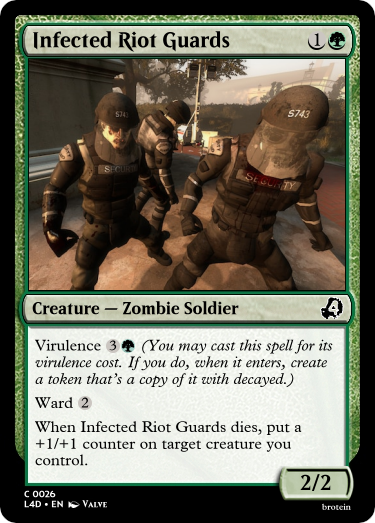 Infected Riot Guards 1
S743
S743
SECURITY
SECURITY
Creature — Zombie Soldier
4
Virulence 3 (You may cast this spell for its
virulence cost. If you do, when it enters, create
a token that's a copy of it with decayed.)
Ward 2
When Infected Riot Guards dies, put a
+1/+1 counter on target creature you
control.
2/2
C 0026
L4D • EN Valve
brotein